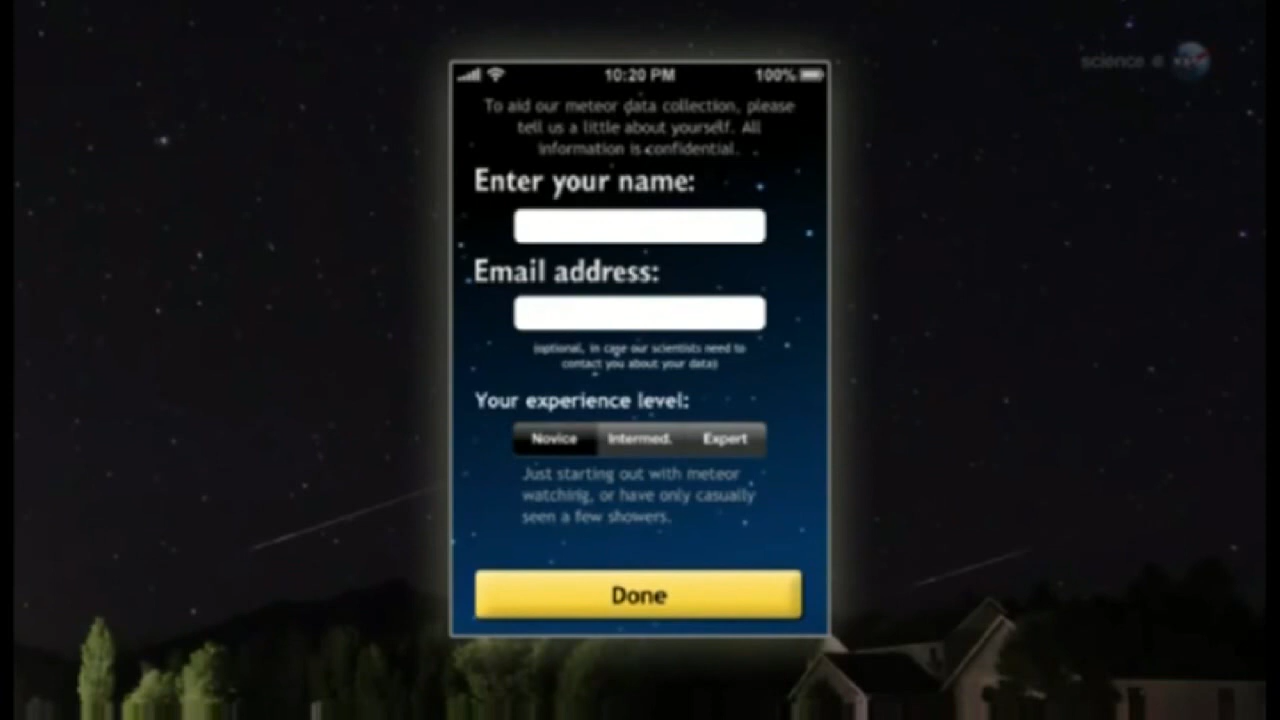 science @ NASA
10:20 PM 100%
To aid our meteor data collection, please
tell us a little about yourself. All
information is confidential.
Enter your name:
Email address:
(optional, in case our scientists need to
contact you about your data)
Your experience level:
Novice Intermed. Expert
Just starting out with meteor
watching, or have only casually
seen a few showers.
Done